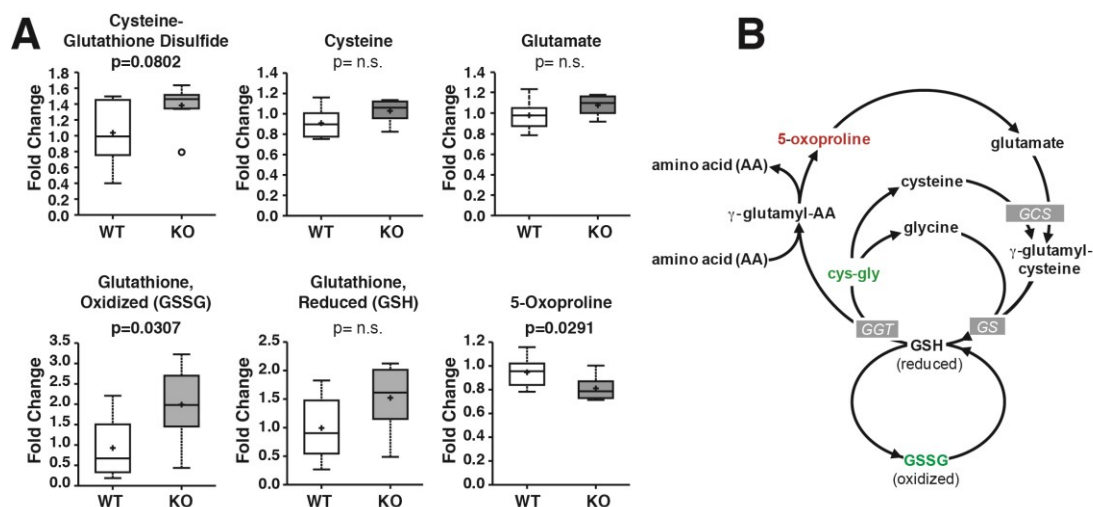 A
Cysteine-
Glutathione Disulfide
p=0.0802
Fold Change
1.8
1.6
1.4
1.2
1.0
0.8
0.6
0.4
0.2
0.0
WT KO
Cysteine
p= n.s.
Fold Change
1.4
1.2
1.0
0.8
0.6
0.4
0.2
0.0
WT KO
Glutamate
p= n.s.
Fold Change
1.4
1.2
1.0
0.8
0.6
0.4
0.2
0.0
WT KO
Glutathione,
Oxidized (GSSG)
p=0.0307
Fold Change
3.5
3.0
2.5
2.0
1.5
1.0
0.5
0.0
WT KO
Glutathione,
Reduced (GSH)
p= n.s.
Fold Change
2.5
2.0
1.5
1.0
0.5
0.0
WT KO
5-Oxoproline
p=0.0291
Fold Change
1.2
1.0
0.8
0.6
0.4
0.2
0.0
WT KO
B
5-oxoproline
glutamate
amino acid (AA)
cysteine
γ-glutamyl-AA
GCS
glycine
amino acid (AA)
γ-glutamyl-
cysteine
cys-gly
GGT
GS
GSH
(reduced)
GSSG
(oxidized)